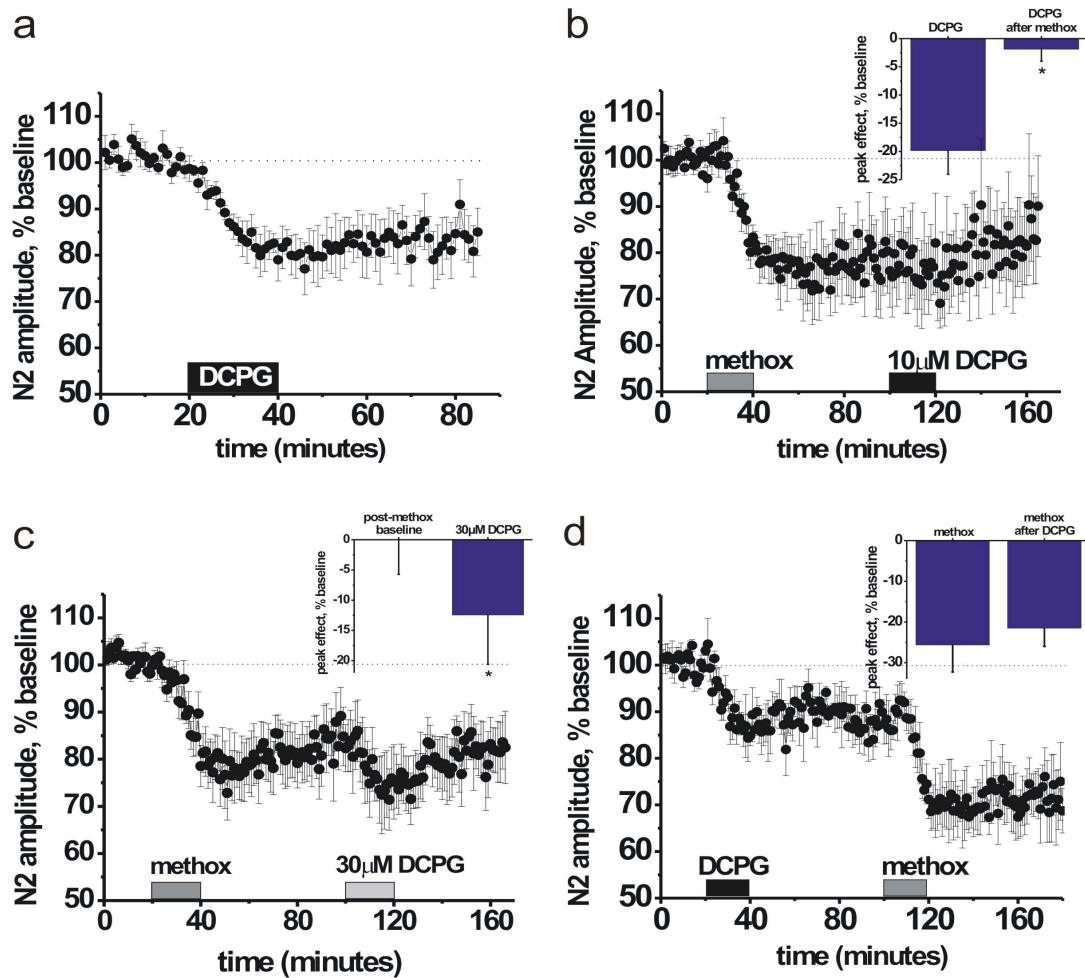 a
N2 amplitude, % baseline
110
100
90
80
70
60
50
DCPG
0 20 40 60 80
time (minutes)
b
N2 Amplitude, % baseline
110
100
90
80
70
60
50
methox
10µM DCPG
0 40 80 120 160
time (minutes)
DCPG
DCPG
after methox
peak effect, % baseline
0
-5
-10
-15
-20
-25
*
c
N2 amplitude, % baseline
110
100
90
80
70
60
50
methox
30µM DCPG
0 40 80 120 160
time (minutes)
post-methox
baseline
30µM DCPG
peak effect, % baseline
0
-5
-10
-15
-20
*
d
N2 amplitude, % baseline
110
100
90
80
70
60
50
DCPG
methox
0 20 40 60 80 100 120 140 160 180
time (minutes)
methox
methox
after DCPG
peak effect, % baseline
0
-10
-20
-30